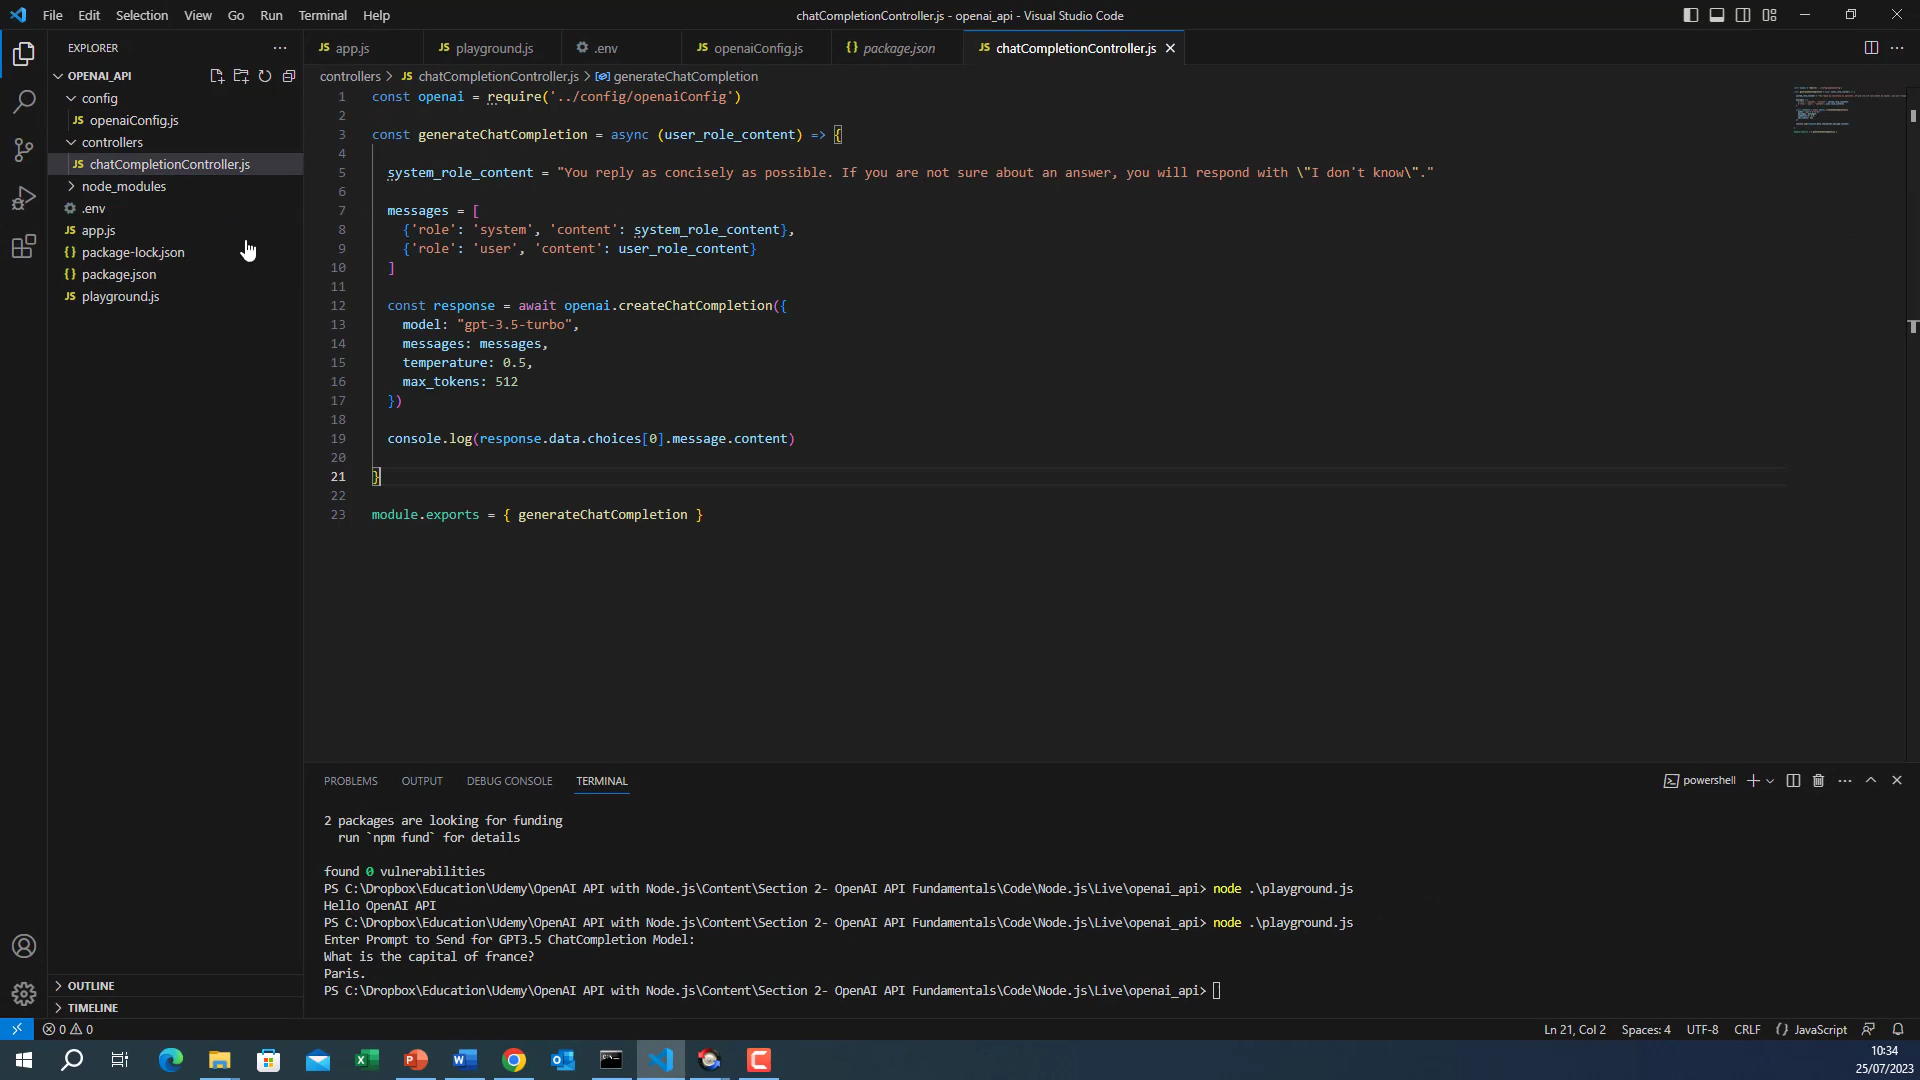 File Edit Selection View Go Run Terminal Help
chatCompletionController.js - openai_api - Visual Studio Code
EXPLORER
OPENAI_API
config
JS openaiConfig.js
controllers
JS chatCompletionController.js
node_modules
.env
JS app.js
{} package-lock.json
{} package.json
JS playground.js
OUTLINE
TIMELINE
JS app.js
JS playground.js
.env
JS openaiConfig.js
{} package.json
JS chatCompletionController.js
controllers > JS chatCompletionController.js > generateChatCompletion
1 const openai = require('../config/openaiConfig')
2
3 const generateChatCompletion = async (user_role_content) => {
4
5 system_role_content = "You reply as concisely as possible. If you are not sure about an answer, you will respond with \"I don't know\"."
6
7 messages = [
8 {'role': 'system', 'content': system_role_content},
9 {'role': 'user', 'content': user_role_content}
10 ]
11
12 const response = await openai.createChatCompletion({
13 model: "gpt-3.5-turbo",
14 messages: messages,
15 temperature: 0.5,
16 max_tokens: 512
17 })
18
19 console.log(response.data.choices[0].message.content)
20
21 }
22
23 module.exports = { generateChatCompletion }
PROBLEMS OUTPUT DEBUG CONSOLE TERMINAL
powershell
2 packages are looking for funding
run `npm fund` for details
found 0 vulnerabilities
PS C:\Dropbox\Education\Udemy\OpenAI API with Node.js\Content\Section 2- OpenAI API Fundamentals\Code\Node.js\Live\openai_api> node .\playground.js
Hello OpenAI API
PS C:\Dropbox\Education\Udemy\OpenAI API with Node.js\Content\Section 2- OpenAI API Fundamentals\Code\Node.js\Live\openai_api> node .\playground.js
Enter Prompt to Send for GPT3.5 ChatCompletion Model:
What is the capital of france?
Paris.
PS C:\Dropbox\Education\Udemy\OpenAI API with Node.js\Content\Section 2- OpenAI API Fundamentals\Code\Node.js\Live\openai_api>
0 0
Ln 21, Col 2 Spaces: 4 UTF-8 CRLF {} JavaScript
10:34
25/07/2023